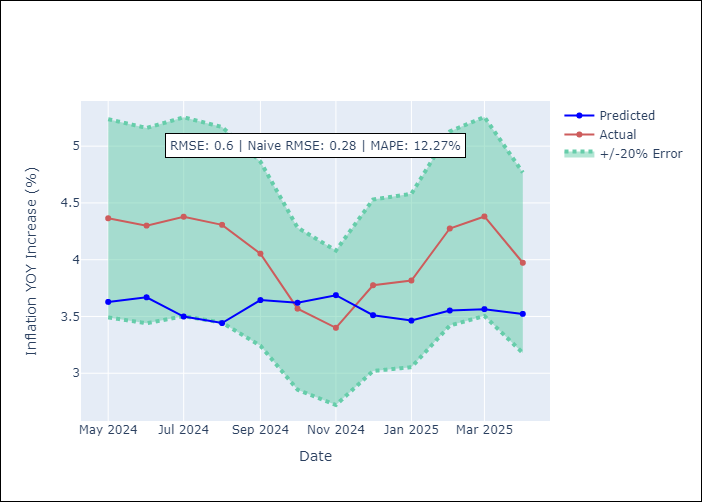 Predicted
Actual
+/-20% Error
RMSE: 0.6 | Naive RMSE: 0.28 | MAPE: 12.27%
5
4.5
4
3.5
3
Inflation YOY Increase (%)
May 2024
Jul 2024
Sep 2024
Nov 2024
Jan 2025
Mar 2025
Date